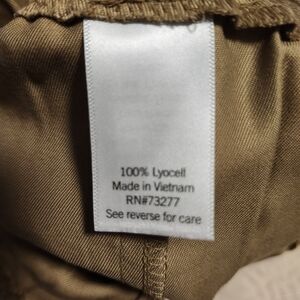 100% Lyocell
Made in Vietnam
RN#73277
See reverse for care